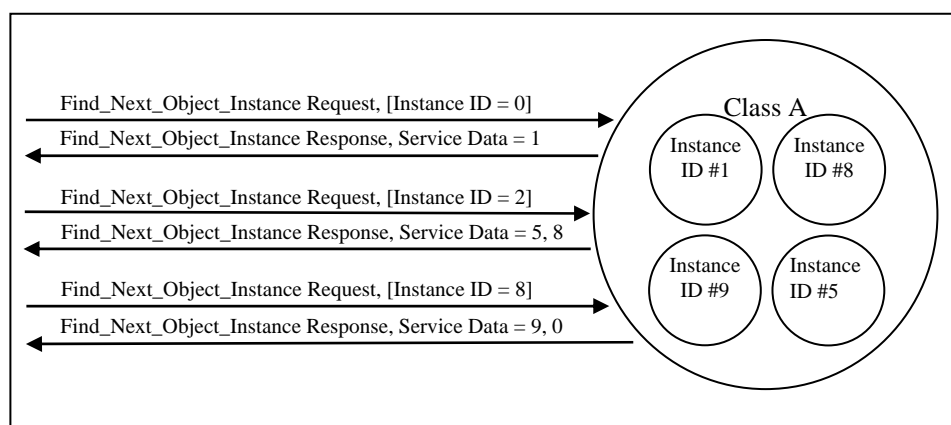 Find_Next_Object_Instance Request, [Instance ID = 0]
Find_Next_Object_Instance Response, Service Data = 1
Find_Next_Object_Instance Request, [Instance ID = 2]
Find_Next_Object_Instance Response, Service Data = 5, 8
Find_Next_Object_Instance Request, [Instance ID = 8]
Find_Next_Object_Instance Response, Service Data = 9, 0
Class A
Instance
ID #1
Instance
ID #8
Instance
ID #9
Instance
ID #5